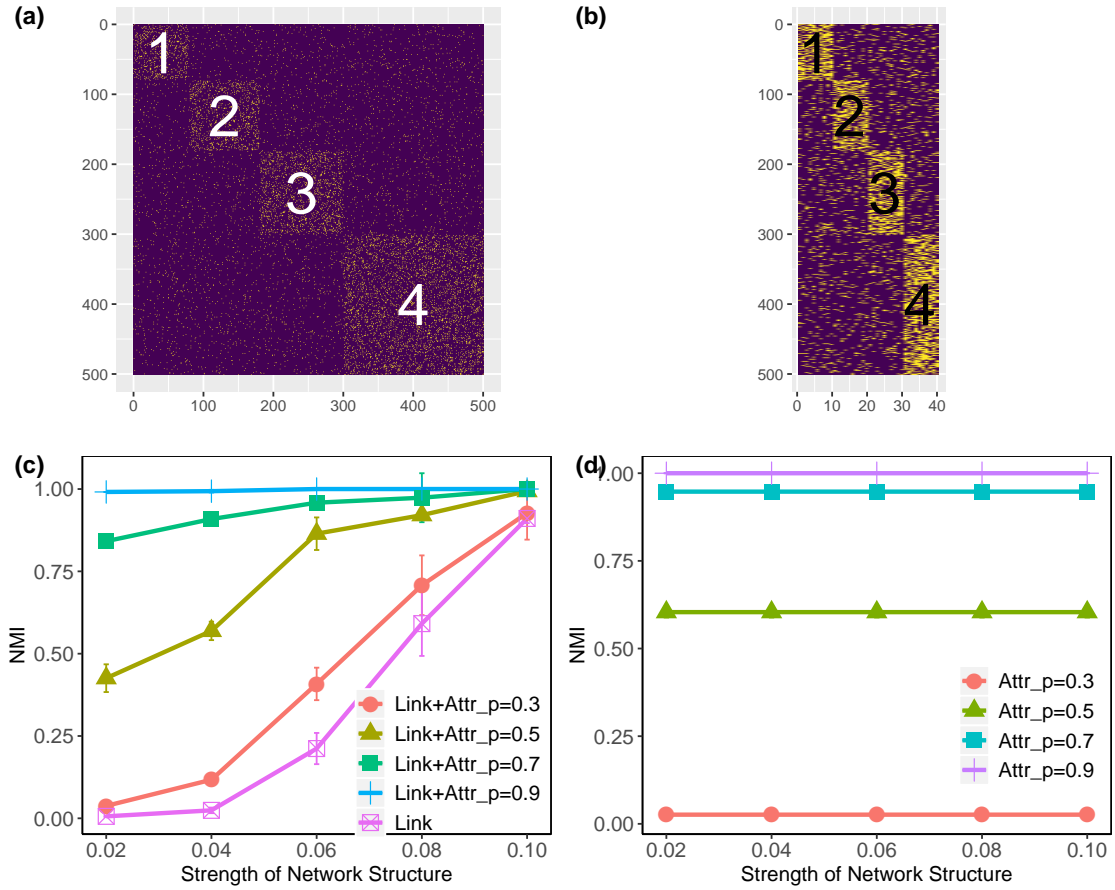 (a)
0
100
200
300
400
500
1
2
3
4
0 100 200 300 400 500
(b)
0
100
200
300
400
500
1
2
3
4
0 10 20 30 40
(c)
NMI
1.00
0.75
0.50
0.25
0.00
Link+Attr_p=0.3
Link+Attr_p=0.5
Link+Attr_p=0.7
Link+Attr_p=0.9
Link
0.02 0.04 0.06 0.08 0.10
Strength of Network Structure
(d)
NMI
1.00
0.75
0.50
0.25
0.00
Attr_p=0.3
Attr_p=0.5
Attr_p=0.7
Attr_p=0.9
0.02 0.04 0.06 0.08 0.10
Strength of Network Structure